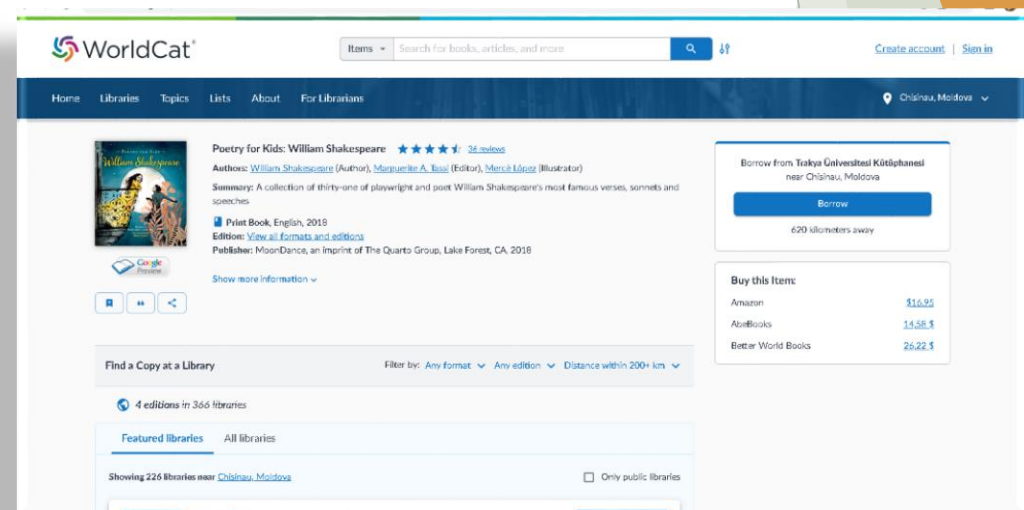 WorldCat®
Items
Search for books, articles, and more
Create account | Sign in
Home Libraries Topics Lists About For Librarians
Chisinau, Moldova
William Shakespeare
Google Preview
Poetry for Kids: William Shakespeare
36 reviews
Authors: William Shakespeare (Author), Marguerite A. Tassi (Editor), Mercè López (Illustrator)
Summary: A collection of thirty-one of playwright and poet William Shakespeare's most famous verses, sonnets and
speeches
Print Book, English, 2018
Edition: View all formats and editions
Publisher: MoonDance, an imprint of The Quarto Group, Lake Forest, CA, 2018
Show more information
Borrow from Trakya Üniversitesi Kütüphanesi
near Chisinau, Moldova
Borrow
620 kilometers away
Buy this Item:
Amazon $16.95
AbeBooks 14,58 $
Better World Books 26,22 $
Find a Copy at a Library
Filter by: Any format Any edition Distance within 200+ km
4 editions in 366 libraries
Featured libraries All libraries
Showing 226 libraries near Chisinau, Moldova
Only public libraries